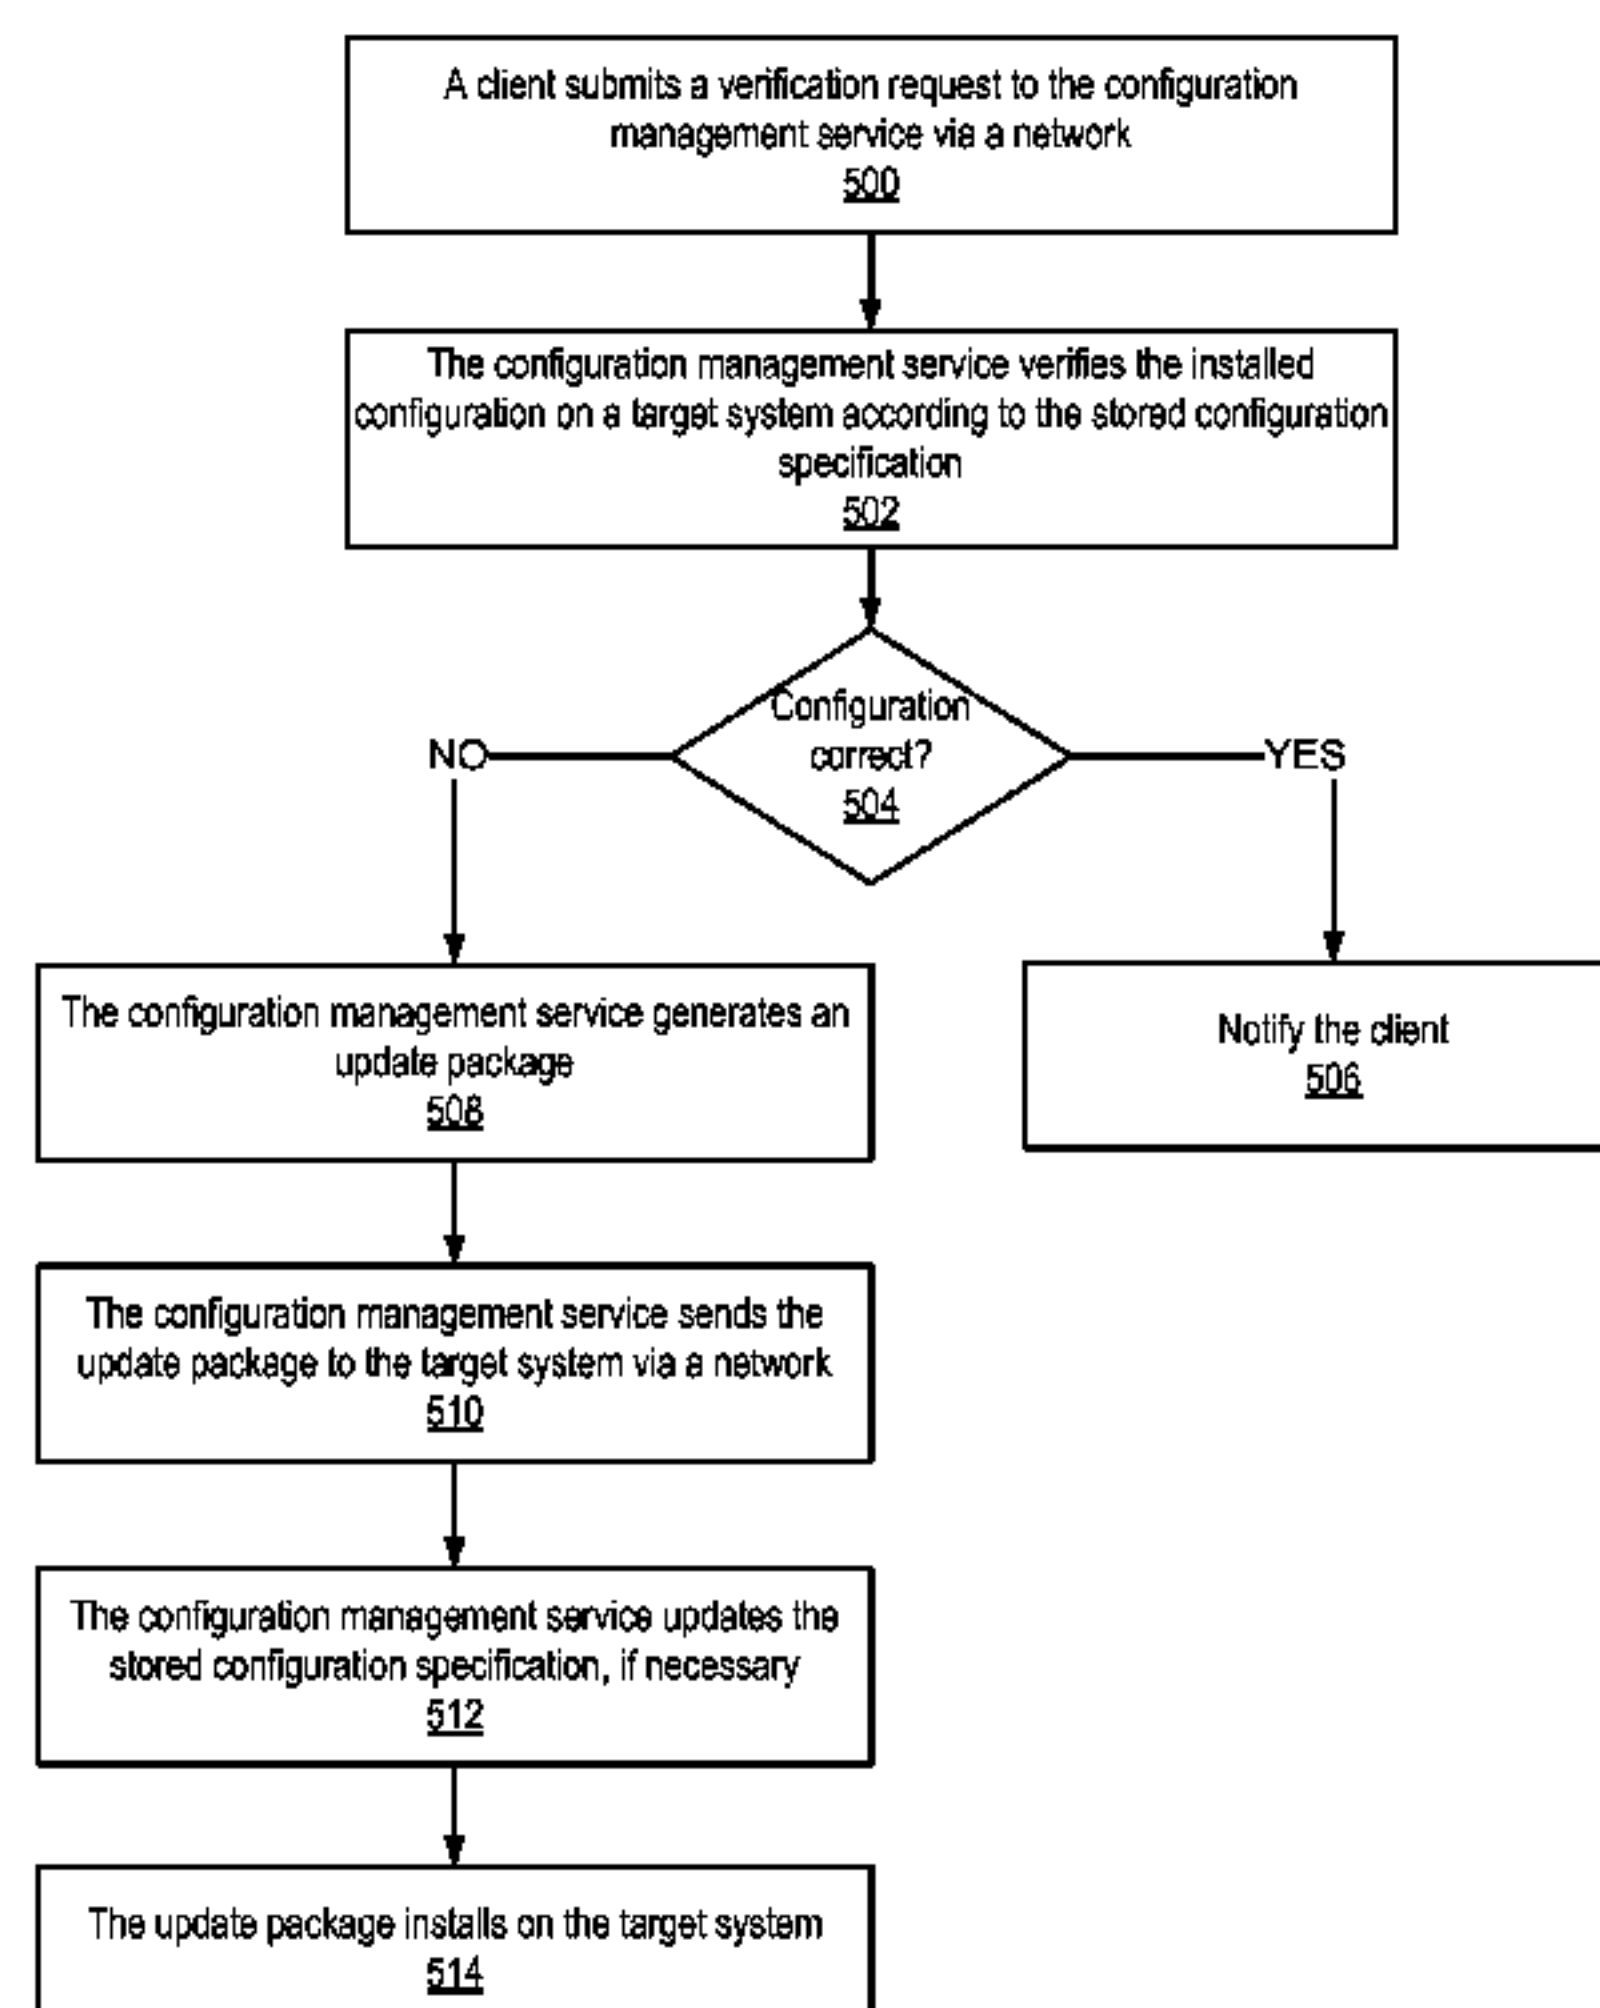 A client submits a verification request to the configuration
management service via a network
500
The configuration management service verifies the installed
configuration on a target system according to the stored configuration
specification
502
Configuration
correct?
504
NO
YES
The configuration management service generates an
update package
508
Notify the client
506
The configuration management service sends the
update package to the target system via a network
510
The configuration management service updates the
stored configuration specification, if necessary
512
The update package installs on the target system
514